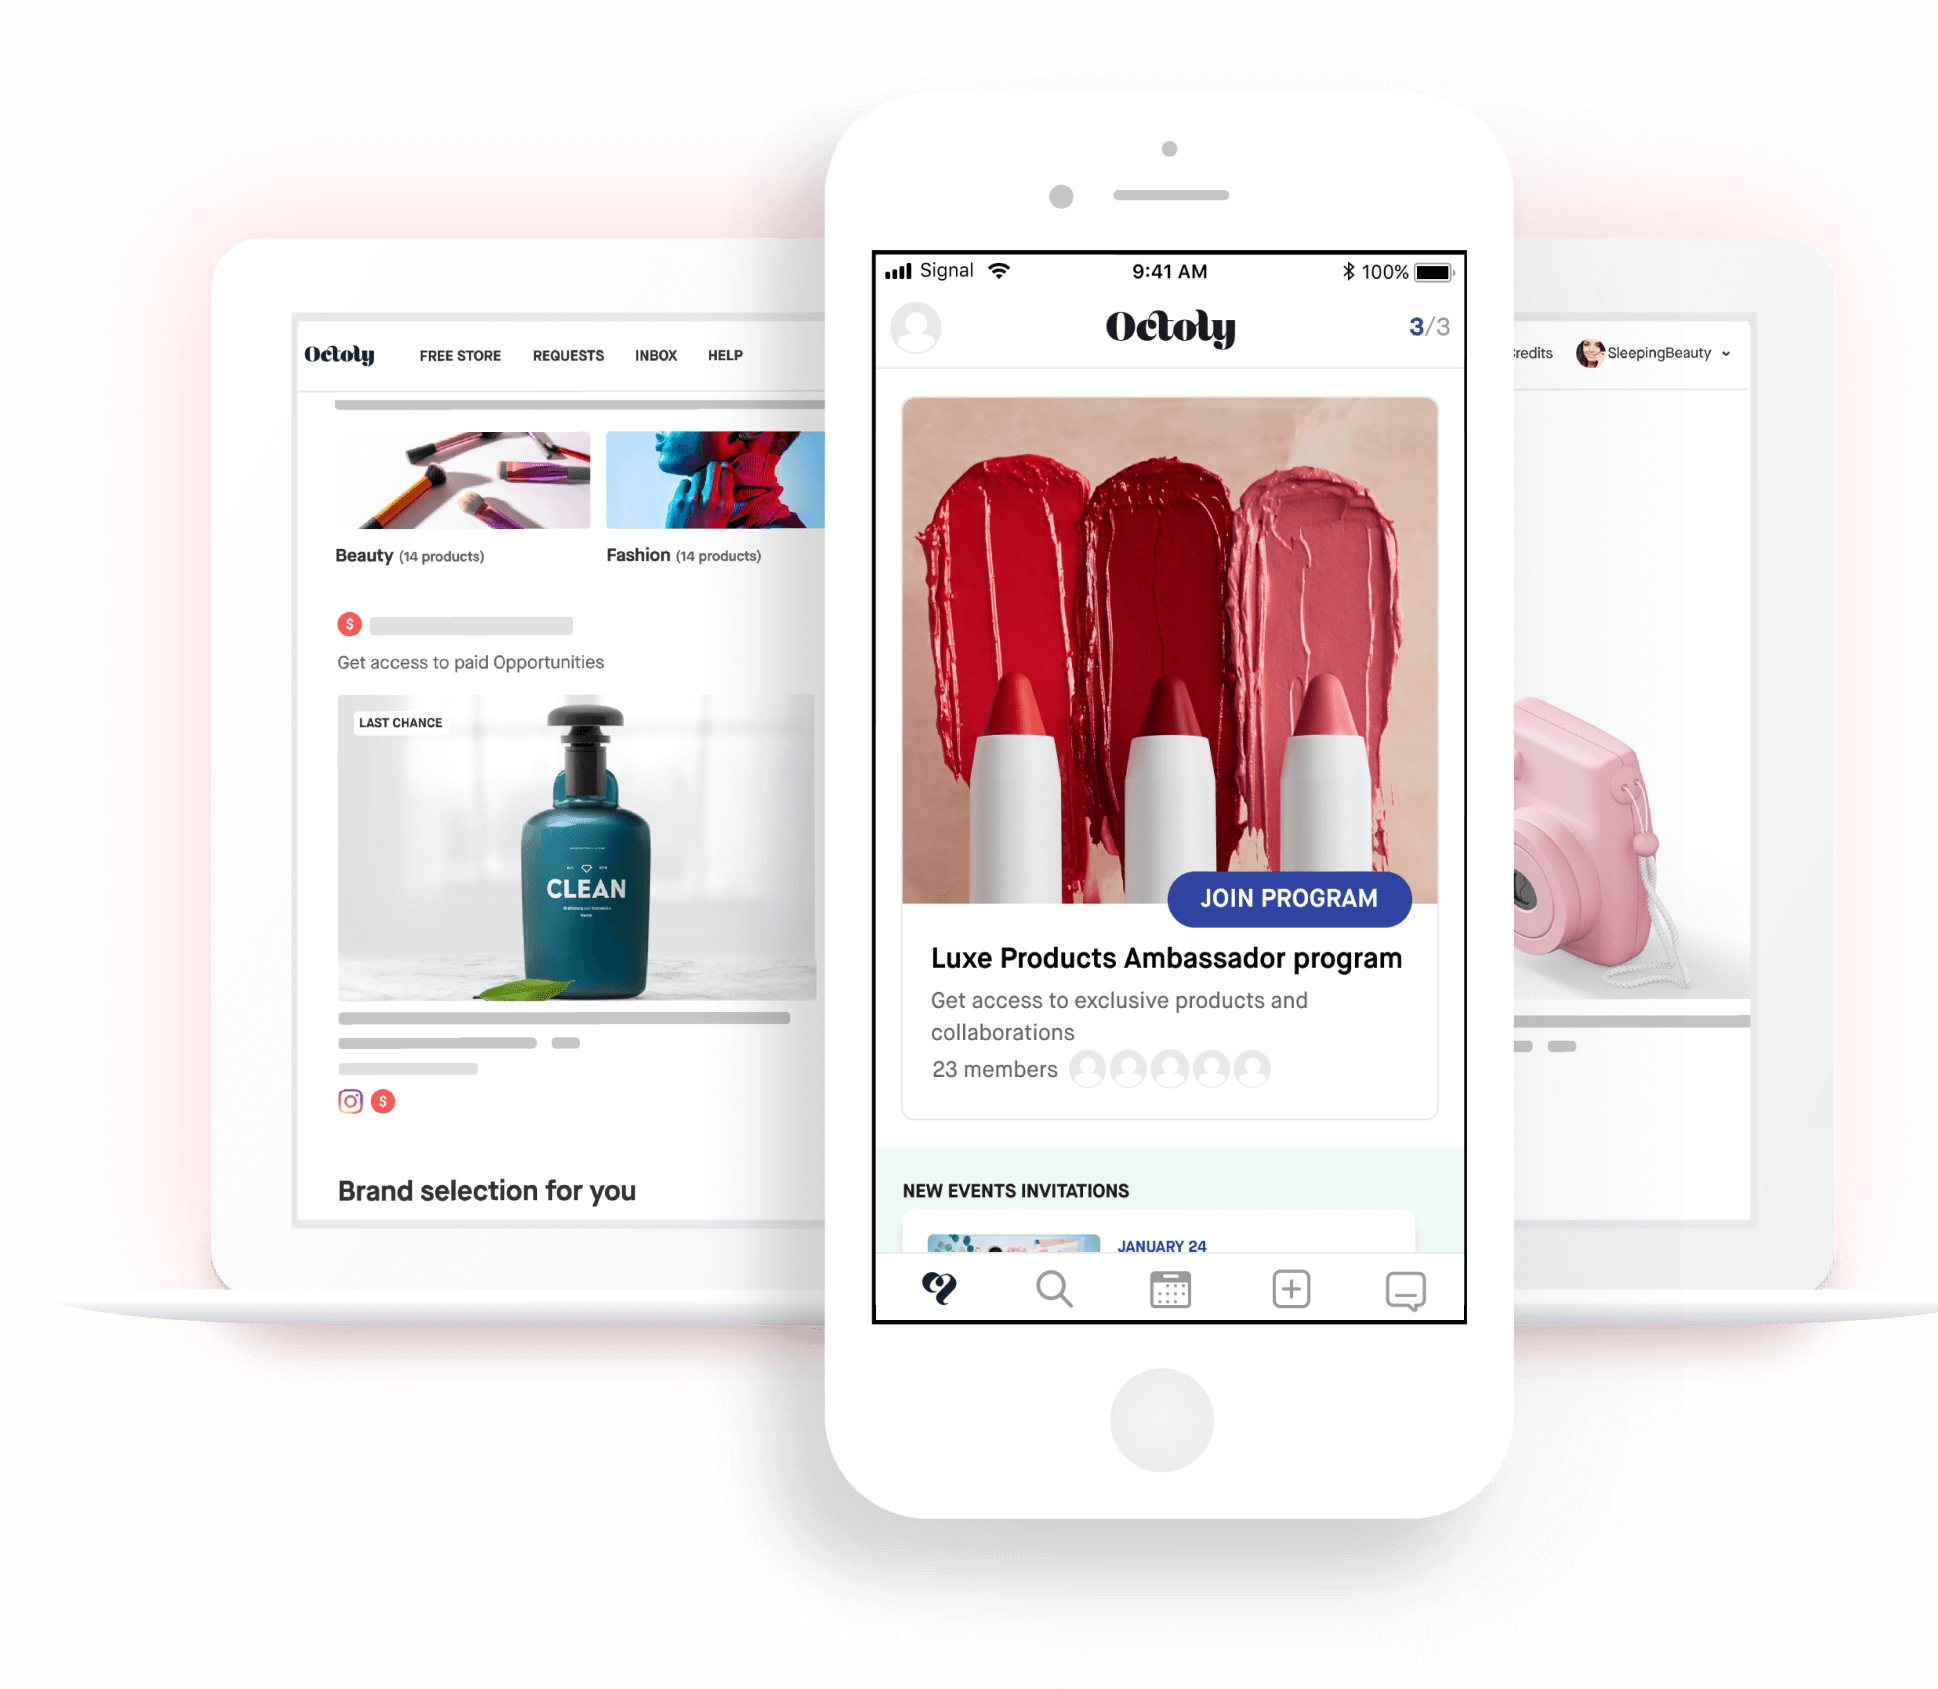 Octoly
FREE STORE
REQUESTS
INBOX
HELP
Beauty (14 products)
Fashion (14 products)
$
Get access to paid Opportunities
LAST CHANCE
CLEAN
$
Brand selection for you
Signal
9:41 AM
100%
Octoly
3/3
JOIN PROGRAM
Luxe Products Ambassador program
Get access to exclusive products and
collaborations
23 members
NEW EVENTS INVITATIONS
JANUARY 24
redits
SleepingBeauty